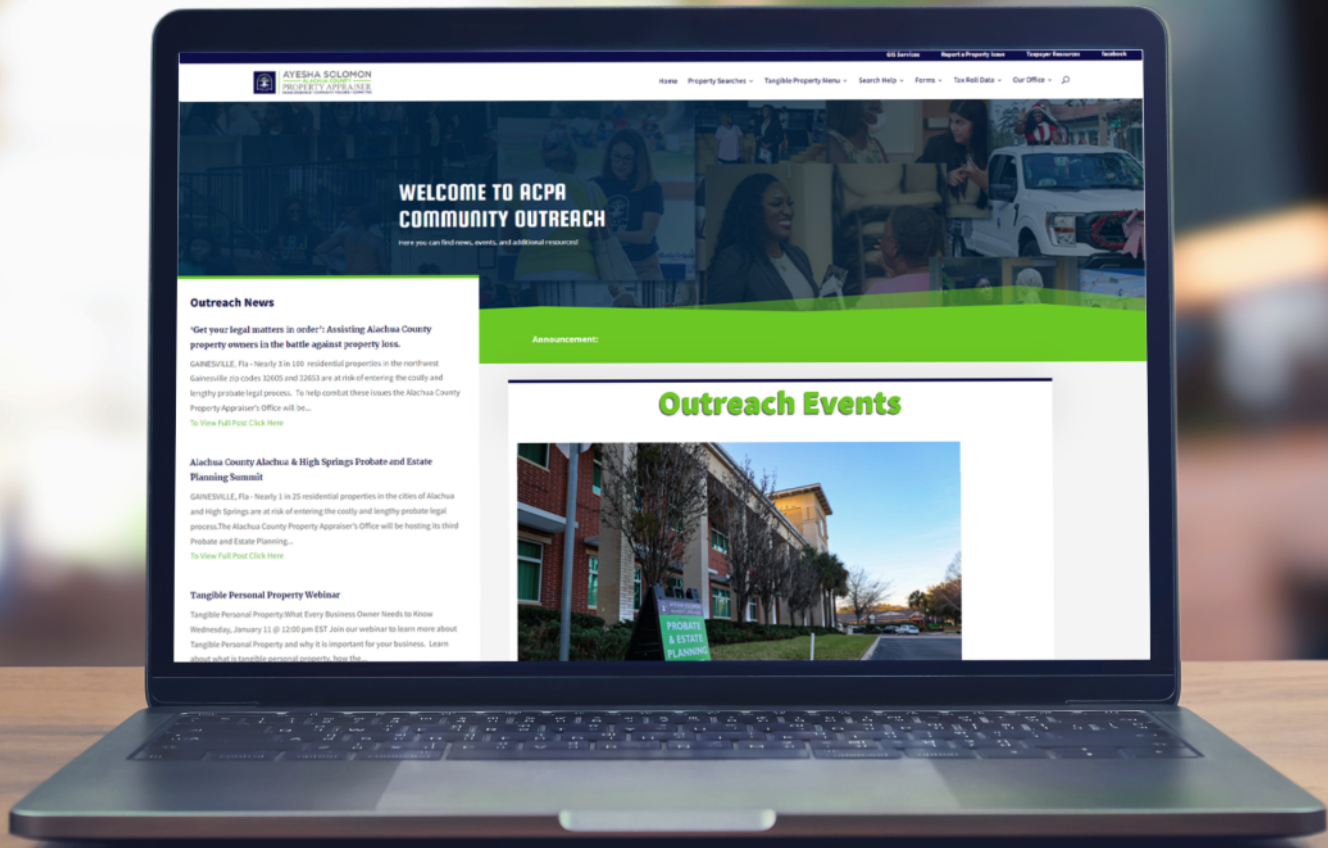 GIS Services Report a Property Issue Taxpayer Resources facebook
AYESHA SOLOMON
ALACHUA COUNTY
PROPERTY APPRAISER
Home Property Searches Tangible Property Menu Search Help Forms Tax Roll Data Our Office
WELCOME TO ACPA
COMMUNITY OUTREACH
Here you can find news, events, and additional resources!
Outreach News
'Get your legal matters in order': Assisting Alachua County
property owners in the battle against property loss.
GAINESVILLE, Fla - Nearly 3 in 100 residential properties in the northwest
Gainesville zip codes 32605 and 32653 are at risk of entering the costly and
lengthy probate legal process. To help combat these issues the Alachua County
Property Appraiser's Office will be...
To View Full Post Click Here
Alachua County Alachua & High Springs Probate and Estate
Planning Summit
GAINESVILLE, Fla - Nearly 1 in 25 residential properties in the cities of Alachua
and High Springs are at risk of entering the costly and lengthy probate legal
process.The Alachua County Property Appraiser's Office will be hosting its third
Probate and Estate Planning...
To View Full Post Click Here
Tangible Personal Property Webinar
Tangible Personal Property:What Every Business Owner Needs to Know
Wednesday, January 11 @ 12:00 pm EST Join our webinar to learn more about
Tangible Personal Property and why it is important for your business. Learn
about what is tangible personal property, how the...
Announcement:
Outreach Events
PROBATE
& ESTATE
PLANNING